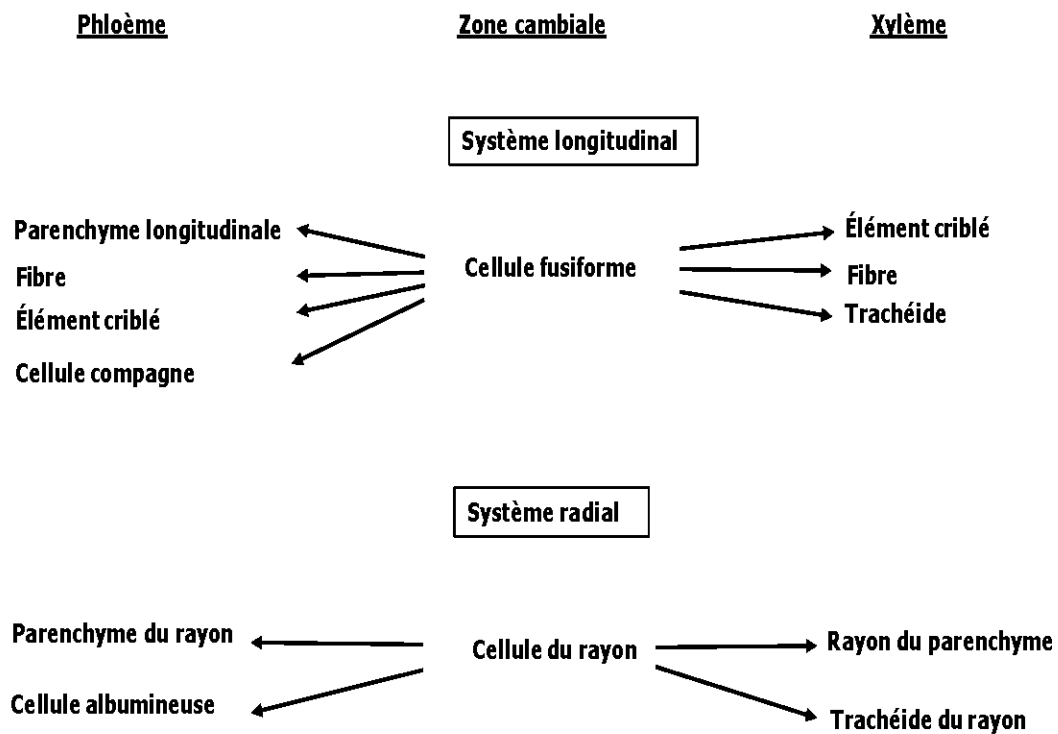 Phloème
Zone cambiale
Xylème
Système longitudinal
Parenchyme longitudinale
Fibre
Élément criblé
Cellule compagne
Cellule fusiforme
Élément criblé
Fibre
Trachéide
Système radial
Parenchyme du rayon
Cellule albumineuse
Cellule du rayon
Rayon du parenchyme
Trachéide du rayon